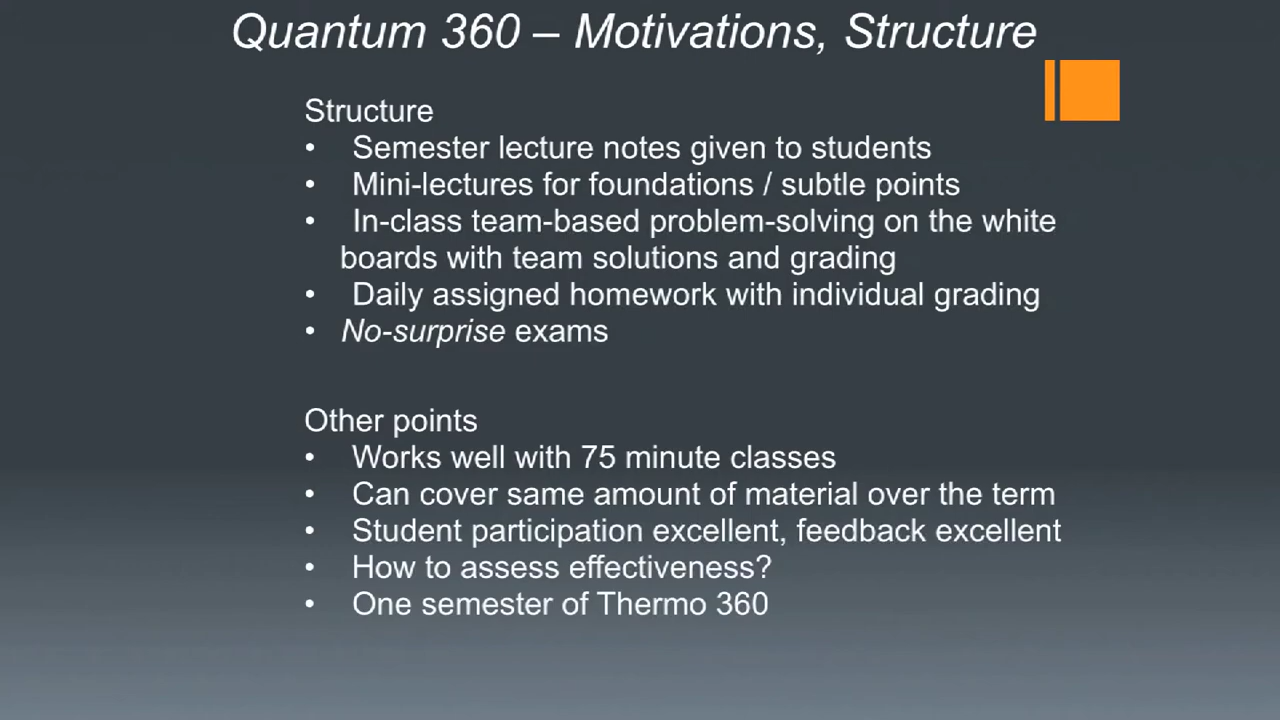 Quantum 360 – Motivations, Structure
Structure
• Semester lecture notes given to students
• Mini-lectures for foundations / subtle points
• In-class team-based problem-solving on the white
boards with team solutions and grading
• Daily assigned homework with individual grading
• No-surprise exams
Other points
• Works well with 75 minute classes
• Can cover same amount of material over the term
• Student participation excellent, feedback excellent
• How to assess effectiveness?
• One semester of Thermo 360